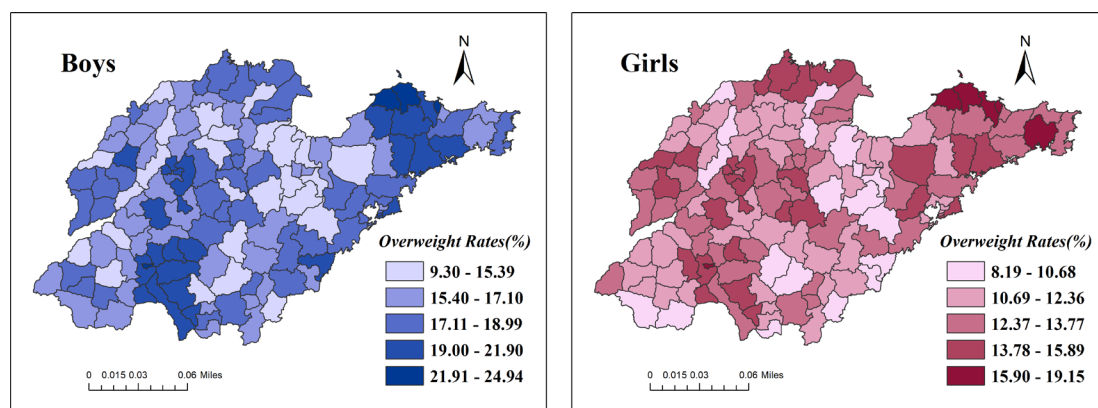 Boys
N
Overweight Rates(%)
9.30 - 15.39
15.40 - 17.10
17.11 - 18.99
19.00 - 21.90
21.91 - 24.94
0 0.015 0.03 0.06 Miles
Girls
N
Overweight Rates(%)
8.19 - 10.68
10.69 - 12.36
12.37 - 13.77
13.78 - 15.89
15.90 - 19.15
0 0.015 0.03 0.06 Miles